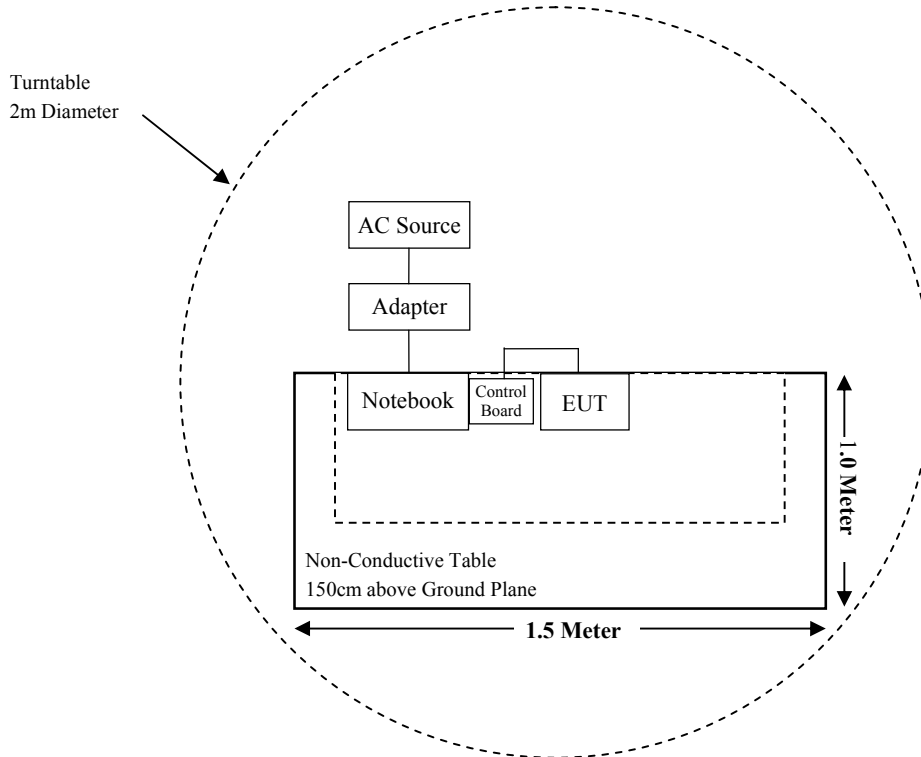 Turntable
2m Diameter
AC Source
Adapter
Notebook
Control
Board
EUT
1.0 Meter
Non-Conductive Table
150cm above Ground Plane
1.5 Meter